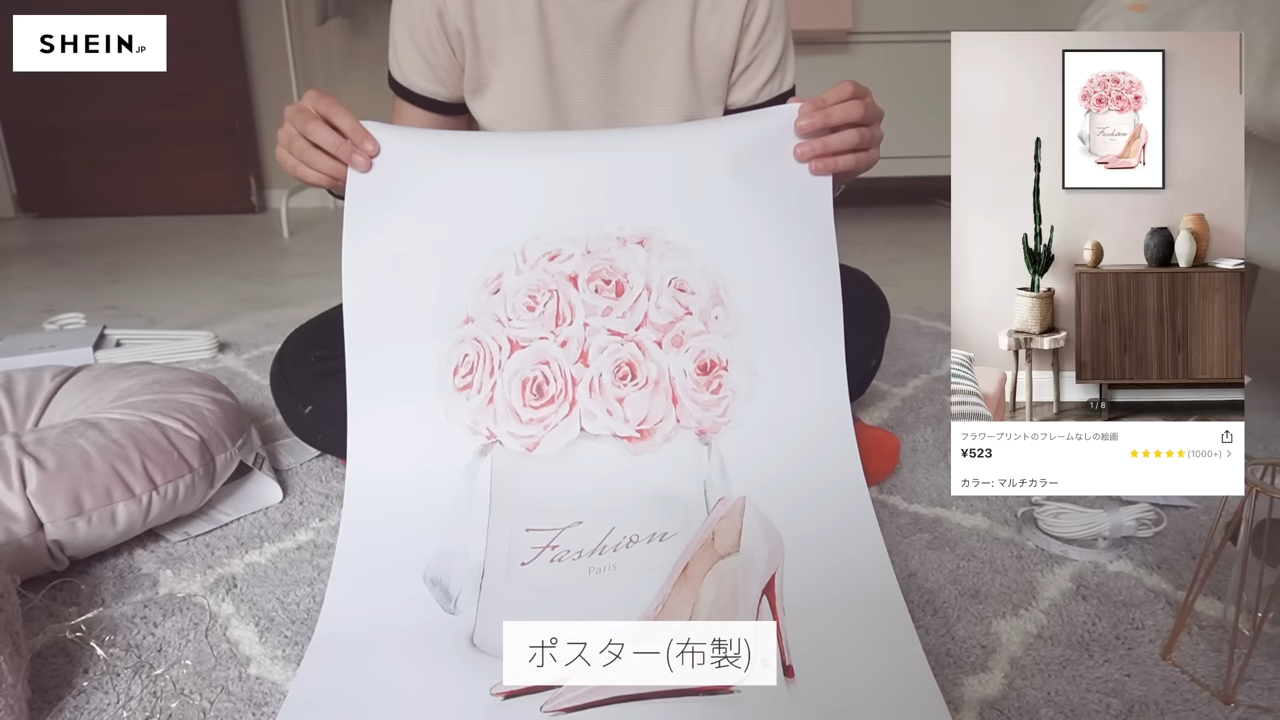 SHEIN JP
Fashion
Paris
ポスター(布製)
Fashion
1 / 8
フラワープリントのフレームなしの絵画
¥523
(1000+)
カラー: マルチカラー